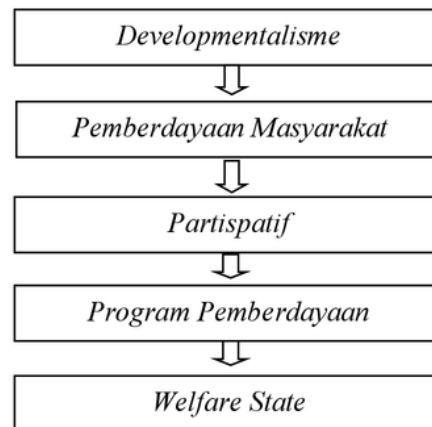 Developmentalisme
Pemberdayaan Masyarakat
Partispatif
Program Pemberdayaan
Welfare State